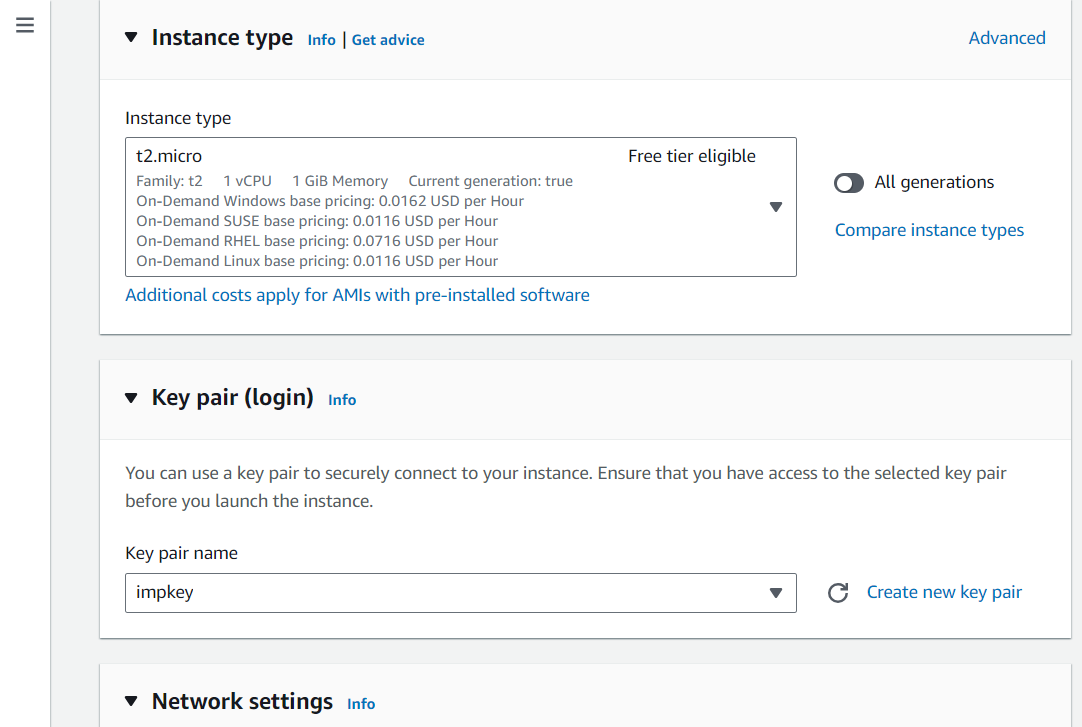 Instance type Info | Get advice Advanced
Instance type
t2.micro Free tier eligible
Family: t2 1 vCPU 1 GiB Memory Current generation: true
On-Demand Windows base pricing: 0.0162 USD per Hour
On-Demand SUSE base pricing: 0.0116 USD per Hour
On-Demand RHEL base pricing: 0.0716 USD per Hour
On-Demand Linux base pricing: 0.0116 USD per Hour
All generations
Compare instance types
Additional costs apply for AMIs with pre-installed software
Key pair (login) Info
You can use a key pair to securely connect to your instance. Ensure that you have access to the selected key pair
before you launch the instance.
Key pair name
impkey
Create new key pair
Network settings Info